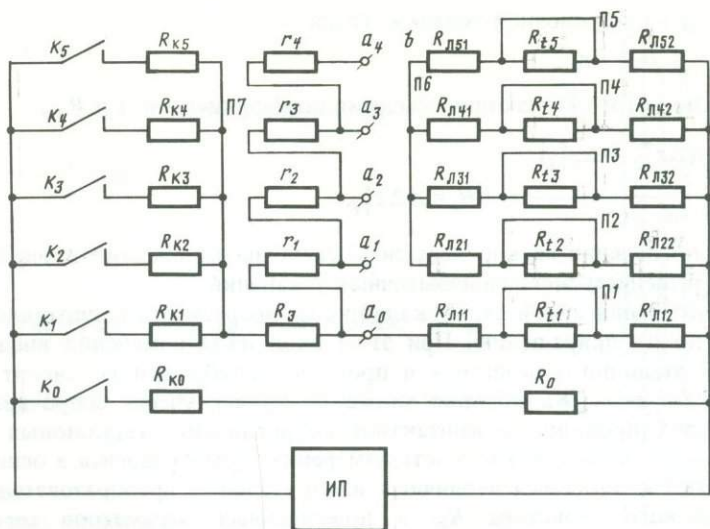 K5 RK5 r4 a4 b RЛ51 Rt5 П5 RЛ52
K4 RK4 П7 r3 a3 П6 RЛ41 Rt4 П4 RЛ42
K3 RK3 r2 a2 RЛ31 Rt3 П3 RЛ32
K2 RK2 r1 a1 RЛ21 Rt2 П2 RЛ22
K1 RK1 RЭ a0 RЛ11 Rt1 П1 RЛ12
K0 RK0 R0
ИП